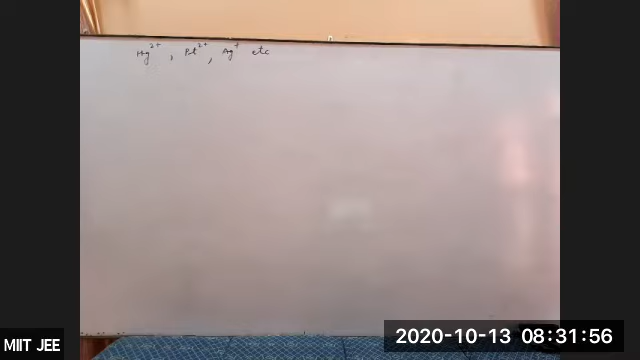 Hg²⁺ , Pt²⁺ , Ag⁺ etc
MIIT JEE
2020-10-13 08:31:56